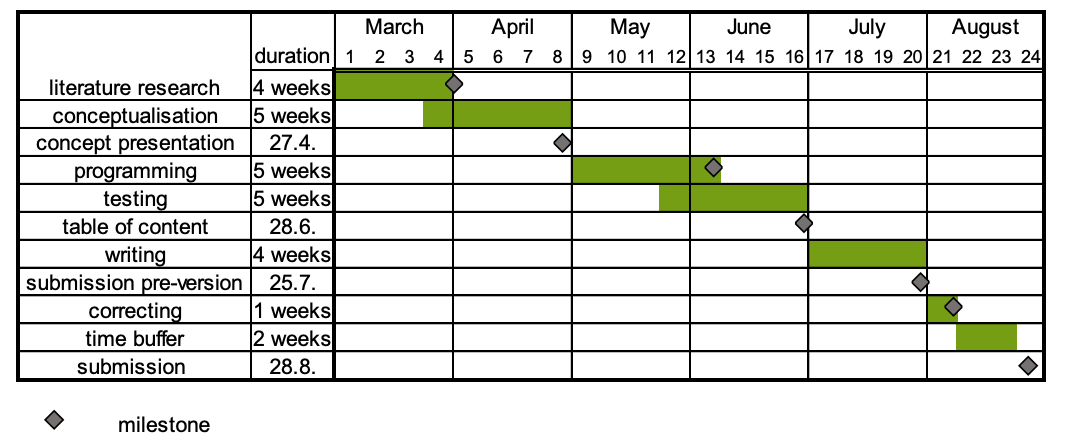 March April May June July August
duration 1 2 3 4 5 6 7 8 9 10 11 12 13 14 15 16 17 18 19 20 21 22 23 24
literature research 4 weeks
conceptualisation 5 weeks
concept presentation 27.4.
programming 5 weeks
testing 5 weeks
table of content 28.6.
writing 4 weeks
submission pre-version 25.7.
correcting 1 weeks
time buffer 2 weeks
submission 28.8.
milestone